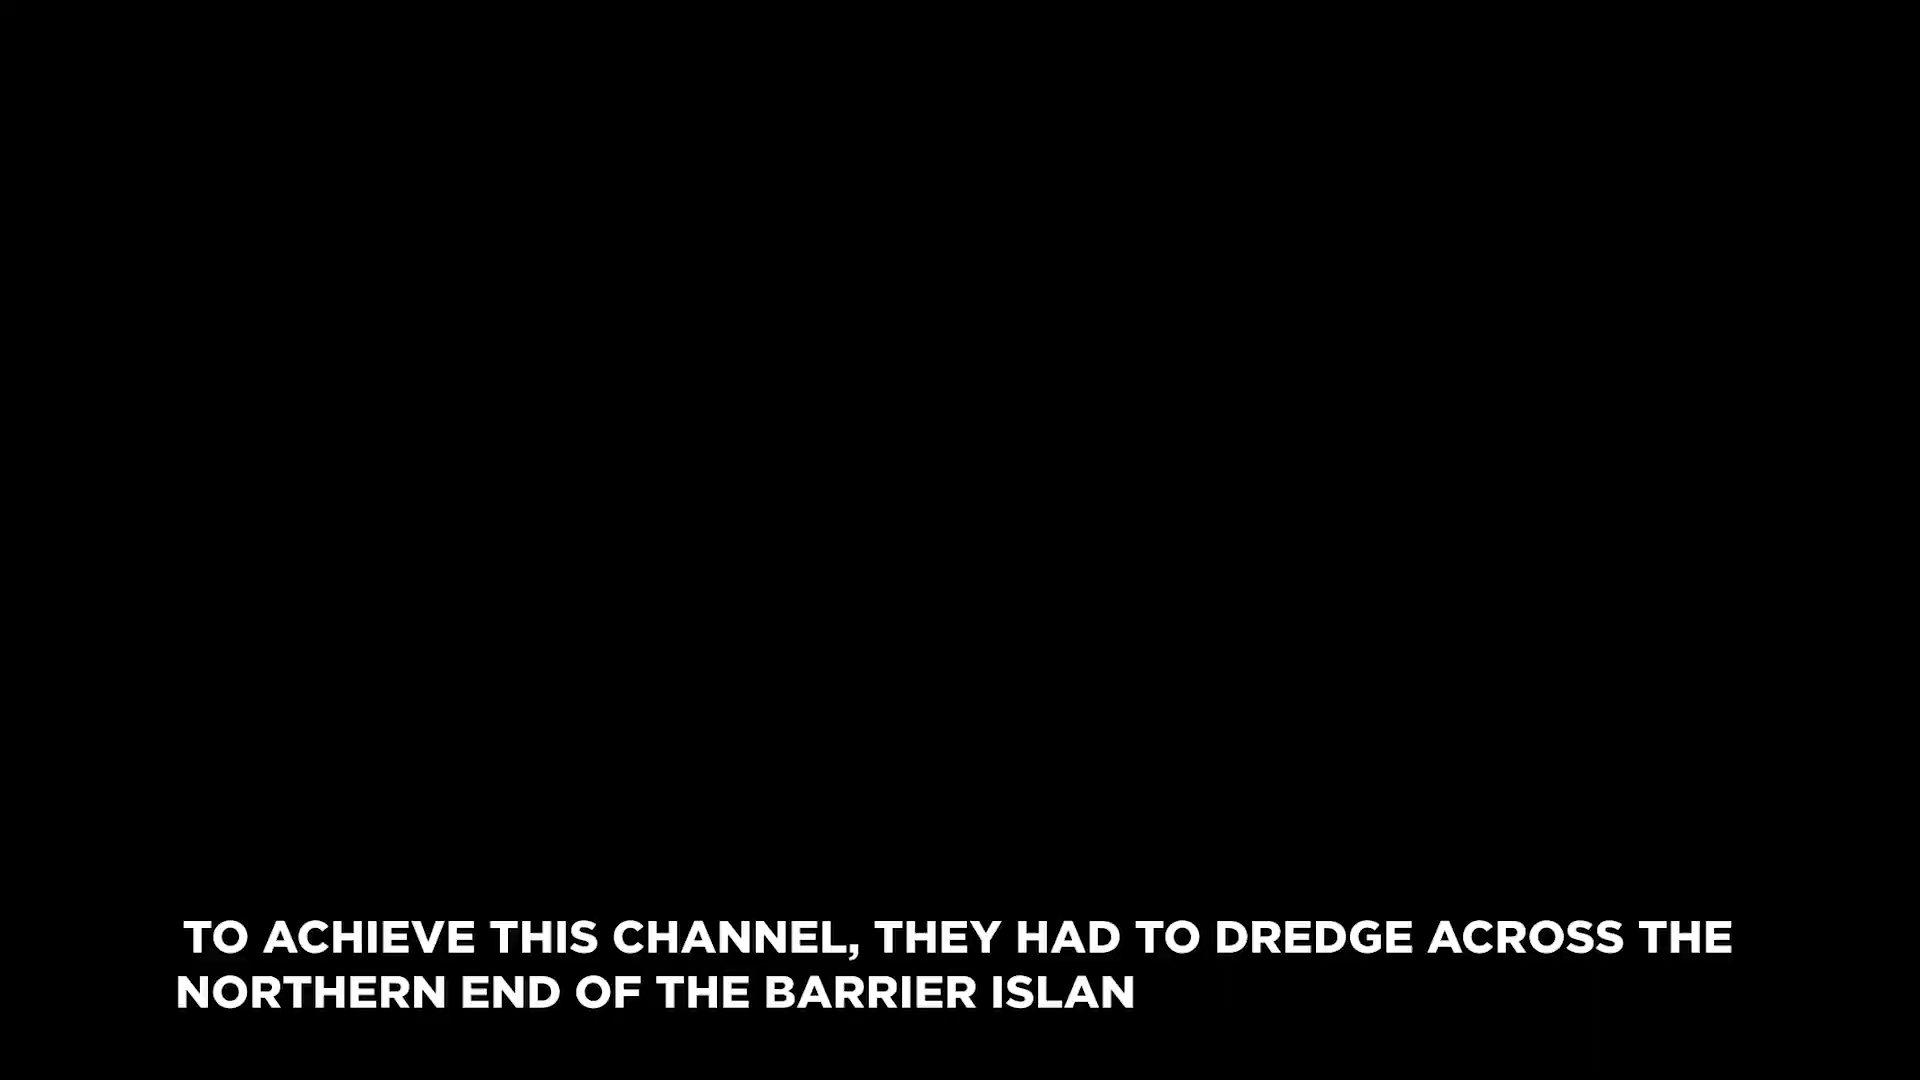 TO ACHIEVE THIS CHANNEL, THEY HAD TO DREDGE ACROSS THE
NORTHERN END OF THE BARRIER ISLAN